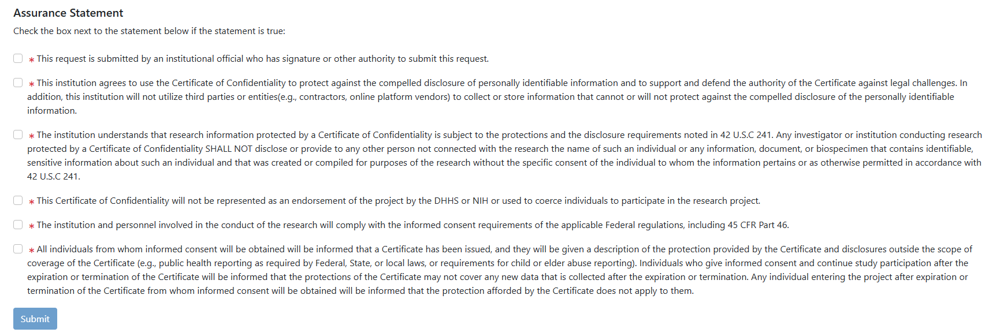 Assurance Statement
Check the box next to the statement below if the statement is true:
* This request is submitted by an institutional official who has signature or other authority to submit this request.
* This institution agrees to use the Certificate of Confidentiality to protect against the compelled disclosure of personally identifiable information and to support and defend the authority of the Certificate against legal challenges. In
addition, this institution will not utilize third parties or entities(e.g., contractors, online platform vendors) to collect or store information that cannot or will not protect against the compelled disclosure of the personally identifiable
information.
* The institution understands that research information protected by a Certificate of Confidentiality is subject to the protections and the disclosure requirements noted in 42 U.S.C 241. Any investigator or institution conducting research
protected by a Certificate of Confidentiality SHALL NOT disclose or provide to any other person not connected with the research the name of such an individual or any information, document, or biospecimen that contains identifiable,
sensitive information about such an individual and that was created or compiled for purposes of the research without the specific consent of the individual to whom the information pertains or as otherwise permitted in accordance with
42 U.S.C 241.
* This Certificate of Confidentiality will not be represented as an endorsement of the project by the DHHS or NIH or used to coerce individuals to participate in the research project.
* The institution and personnel involved in the conduct of the research will comply with the informed consent requirements of the applicable Federal regulations, including 45 CFR Part 46.
* All individuals from whom informed consent will be obtained will be informed that a Certificate has been issued, and they will be given a description of the protection provided by the Certificate and disclosures outside the scope of
coverage of the Certificate (e.g., public health reporting as required by Federal, State, or local laws, or requirements for child or elder abuse reporting). Individuals who give informed consent and continue study participation after the
expiration or termination of the Certificate will be informed that the protections of the Certificate may not cover any new data that is collected after the expiration or termination. Any individual entering the project after expiration or
termination of the Certificate from whom informed consent will be obtained will be informed that the protection afforded by the Certificate does not apply to them.
Submit